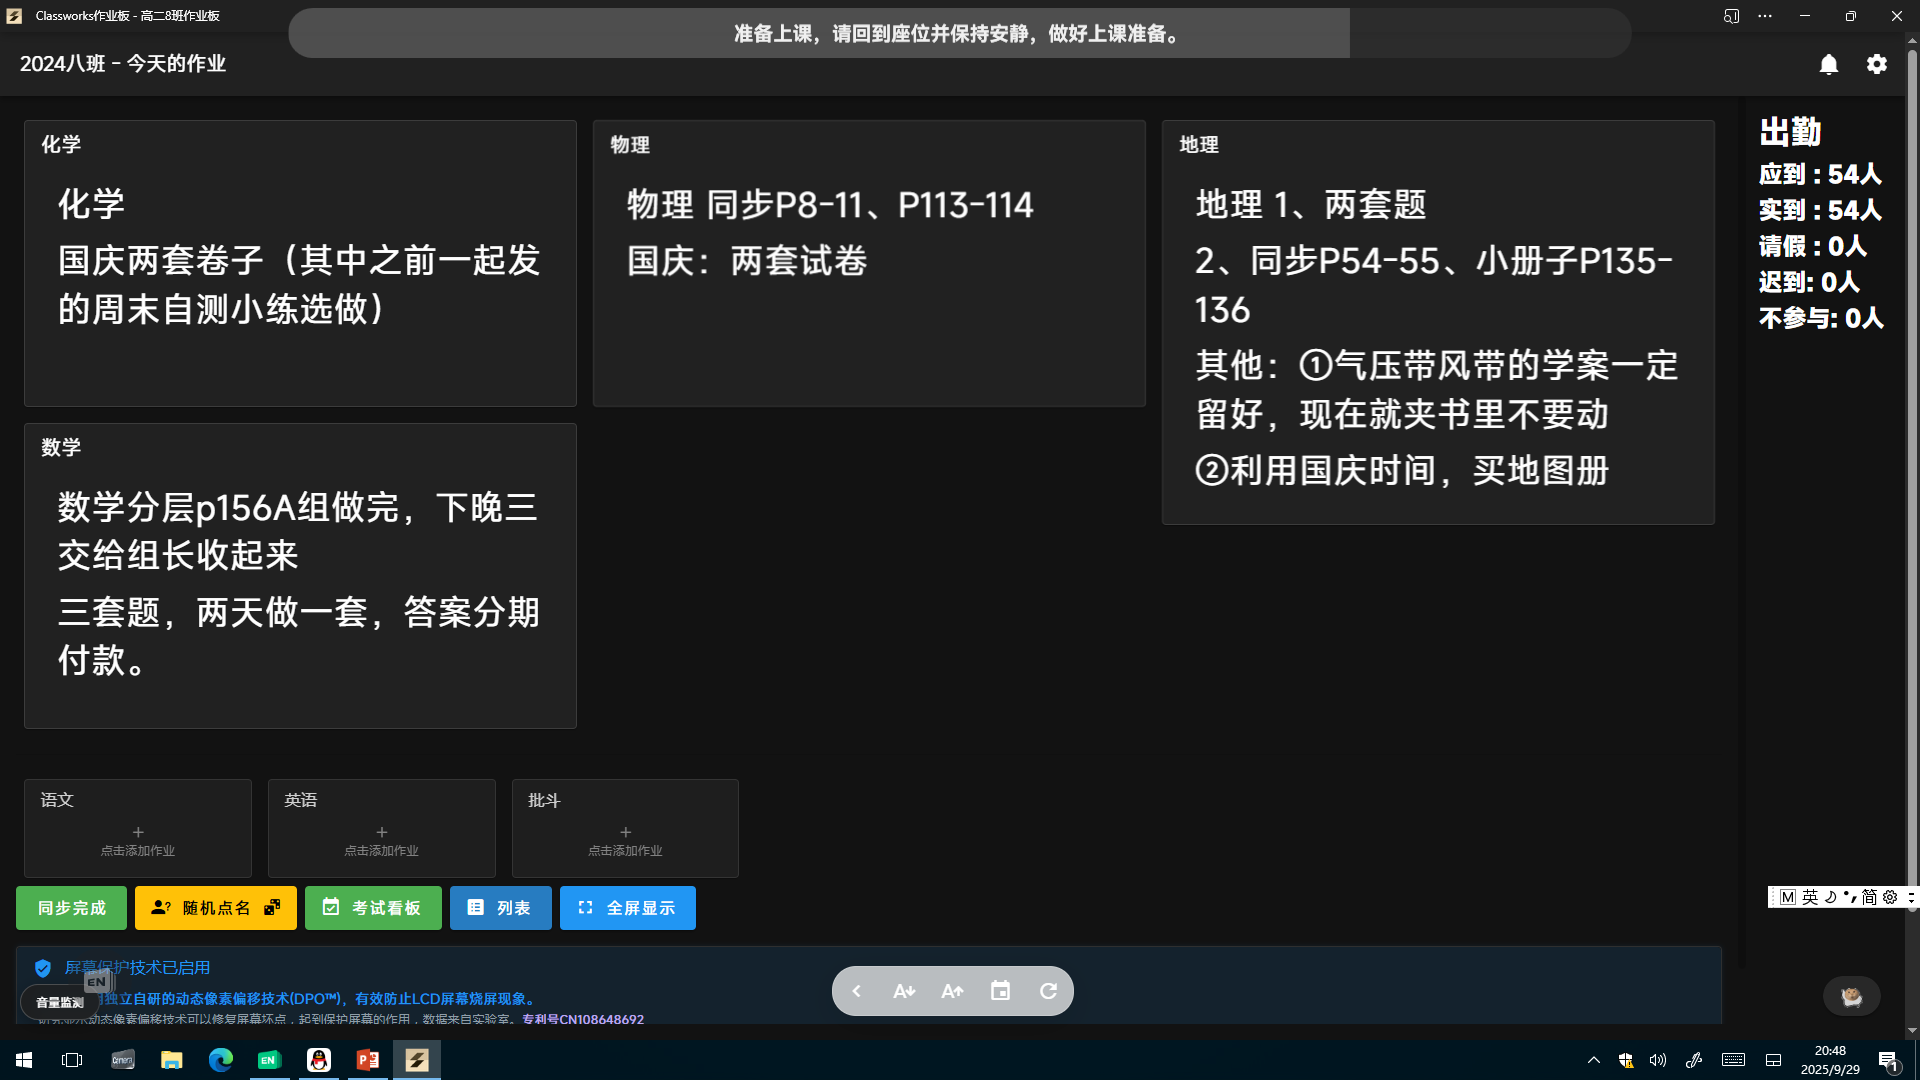 Classworks作业板 - 高二8班作业板
准备上课，请回到座位并保持安静，做好上课准备。
2024八班 - 今天的作业
化学
化学
国庆两套卷子（其中之前一起发
的周末自测小练选做）
物理
物理 同步P8-11、P113-114
国庆：两套试卷
地理
地理 1、两套题
2、同步P54-55、小册子P135-
136
其他：①气压带风带的学案一定
留好，现在就夹书里不要动
②利用国庆时间，买地图册
数学
数学分层p156A组做完，下晚三
交给组长收起来
三套题，两天做一套，答案分期
付款。
出勤
应到 : 54人
实到 : 54人
请假 : 0人
迟到: 0人
不参与: 0人
语文
点击添加作业
英语
点击添加作业
批斗
点击添加作业
同步完成
随机点名
考试看板
列表
全屏显示
M 英 简
屏幕保护技术已启用
EN
音量监测
独立自研的动态像素偏移技术(DPO™)，有效防止LCD屏幕烧屏现象。
动态像素偏移技术可以修复屏幕坏点，起到保护屏幕的作用，数据来自实验室。专利号CN108648692
EN
20:48
2025/9/29
1